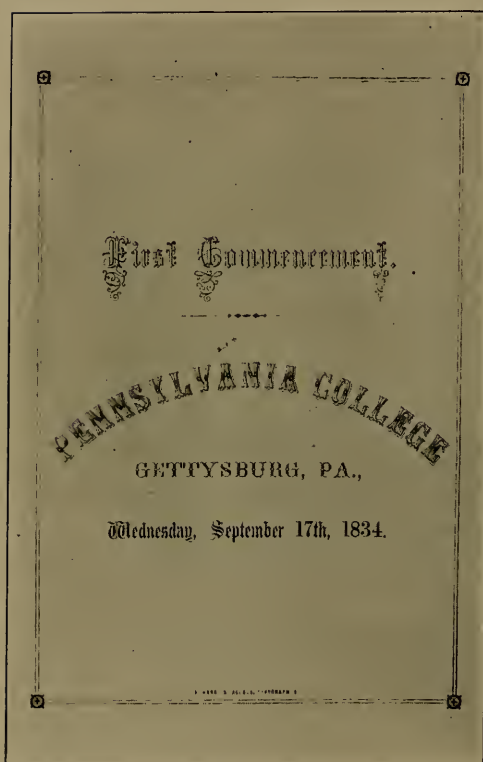 First Commencement.
PENNSYLVANIA COLLEGE
GETTYSBURG, PA.,
Wednesday, September 17th, 1834.